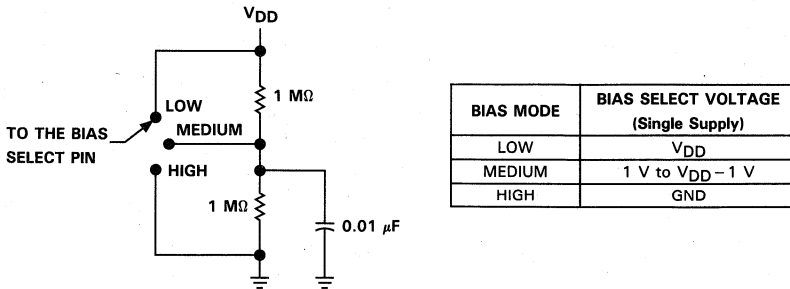 VDD
1 MΩ
LOW
TO THE BIAS
SELECT PIN
MEDIUM
HIGH
1 MΩ
0.01 μF
BIAS MODE
BIAS SELECT VOLTAGE
(Single Supply)
LOW
VDD
MEDIUM
1 V to VDD – 1 V
HIGH
GND